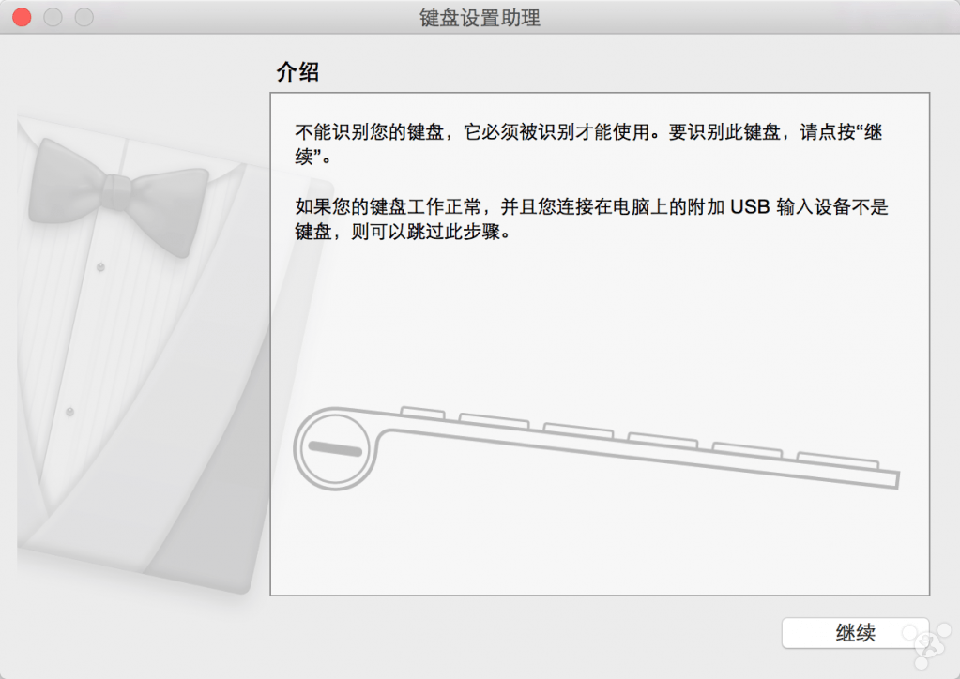 键盘设置助理
介绍
不能识别您的键盘，它必须被识别才能使用。要识别此键盘，请点按“继
续”。
如果您的键盘工作正常，并且您连接在电脑上的附加 USB 输入设备不是
键盘，则可以跳过此步骤。
继续